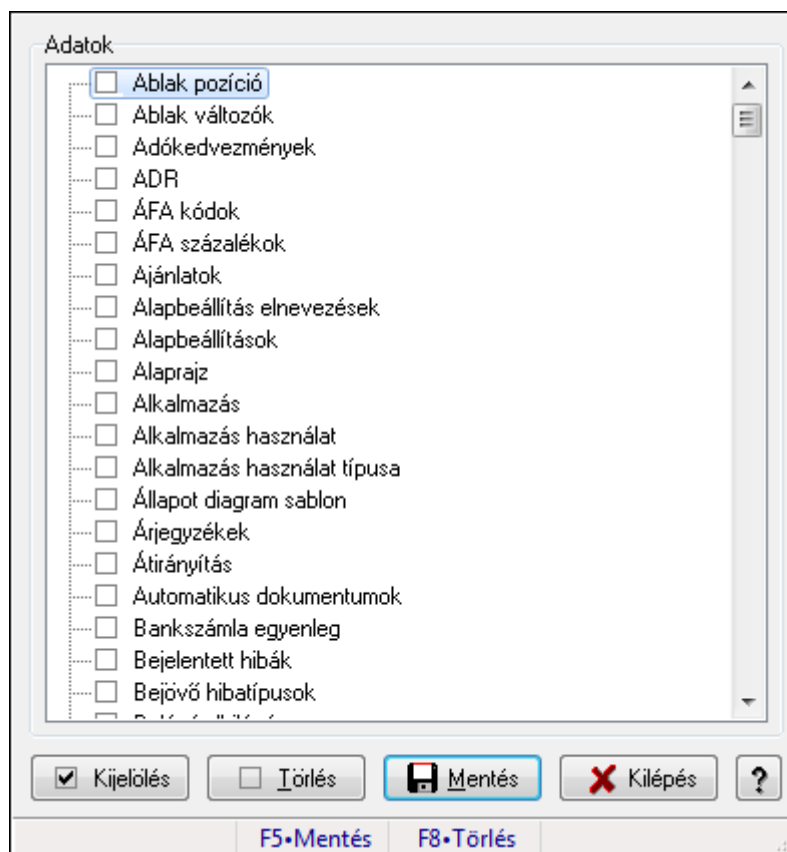 Adatok
Ablak pozíció
Ablak változók
Adókedvezmények
ADR
ÁFA kódok
ÁFA százalékok
Ajánlatok
Alapbeállítás elnevezések
Alapbeállítások
Alaprajz
Alkalmazás
Alkalmazás használat
Alkalmazás használat típusa
Állapot diagram sablon
Árjegyzékek
Átirányítás
Automatikus dokumentumok
Bankszámla egyenleg
Bejelentett hibák
Bejövő hibatípusok
Kijelölés Törlés Mentés Kilépés ?
F5•Mentés F8•Törlés